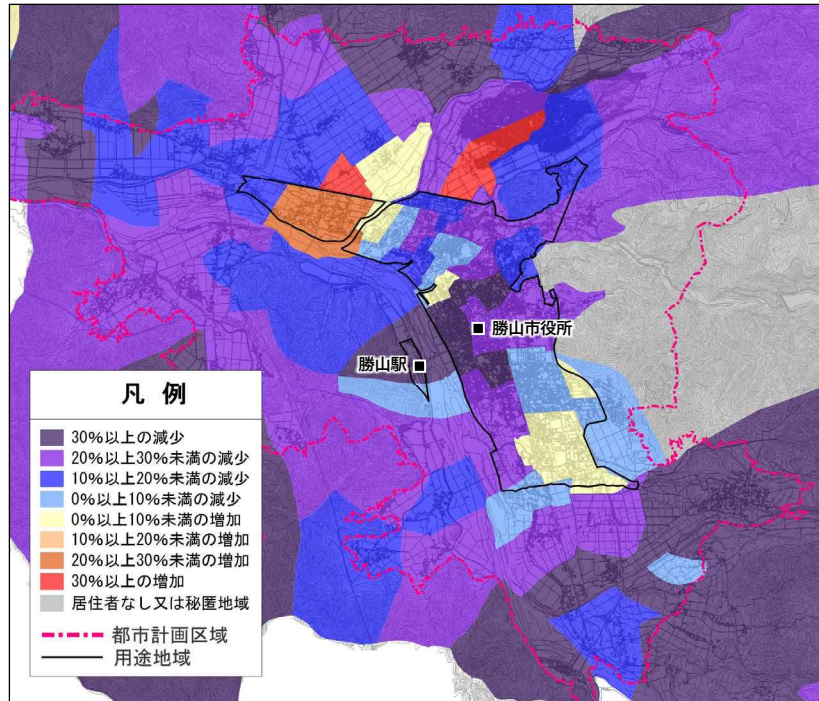 勝山市役所
勝山駅
凡 例
30%以上の減少
20%以上30%未満の減少
10%以上20%未満の減少
0%以上10%未満の減少
0%以上10%未満の増加
10%以上20%未満の増加
20%以上30%未満の増加
30%以上の増加
居住者なし又は秘匿地域
都市計画区域
用途地域